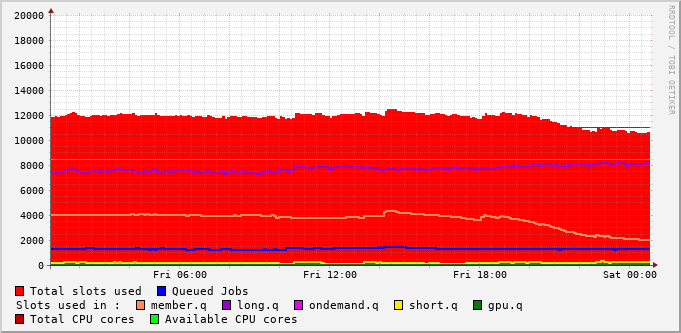 RRDTOOL / TOBI OETIKER
20000
18000
16000
14000
12000
10000
8000
6000
4000
2000
0
Fri 06:00 Fri 12:00 Fri 18:00 Sat 00:00
Total slots used Queued Jobs
Slots used in : member.q long.q ondemand.q short.q gpu.q
Total CPU cores Available CPU cores